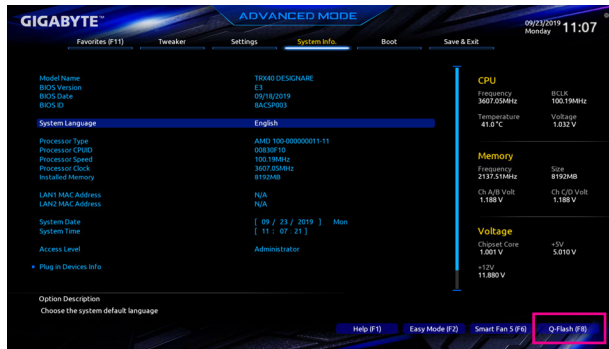 GIGABYTE™
ADVANCED MODE
09/23/2019 Monday 11:07
Favorites (F11) Tweaker Settings System Info. Boot Save & Exit
Model Name TRX40 DESIGNARE
BIOS Version E3
BIOS Date 09/18/2019
BIOS ID 8ACSP003
System Language English
Processor Type AMD 100-000000011-11
Processor CPUID 00830F10
Processor Speed 100.19MHz
Processor Clock 3607.05MHz
Installed Memory 8192MB
LAN1 MAC Address N/A
LAN2 MAC Address N/A
System Date [ 09 / 23 / 2019 ] Mon
System Time [ 11 : 07 : 21 ]
Access Level Administrator
Plug in Devices Info
CPU
Frequency BCLK
3607.05MHz 100.19MHz
Temperature Voltage
41.0 °C 1.032 V
Memory
Frequency Size
2137.51MHz 8192MB
Ch A/B Volt Ch C/D Volt
1.188 V 1.188 V
Voltage
Chipset Core +5V
1.001 V 5.010 V
+12V
11.880 V
Option Description
Choose the system default language
Help (F1) Easy Mode (F2) Smart Fan 5 (F6) Q-Flash (F8)